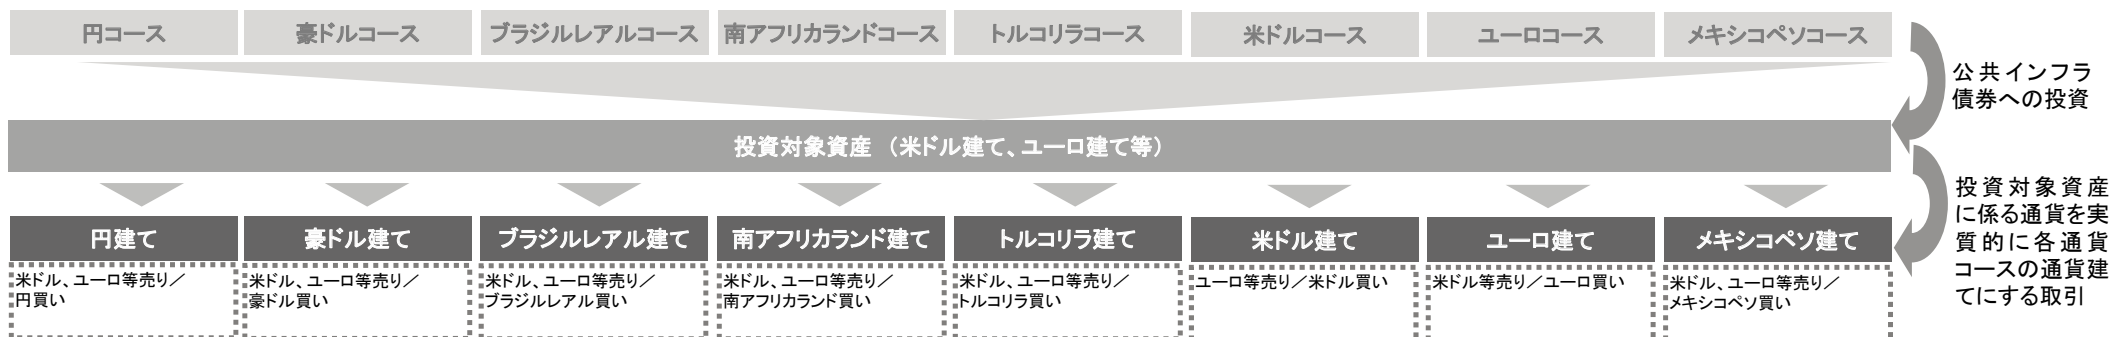 円コース
豪ドルコース
ブラジルレアルコース
南アフリカランドコース
トルコリラコース
米ドルコース
ユーロコース
メキシコペソコース
公共インフラ
債券への投資
投資対象資産 （米ドル建て、ユーロ建て等）
投資対象資産
に係る通貨を実
質的に各通貨
コースの通貨建
てにする取引
円建て
豪ドル建て
ブラジルレアル建て
南アフリカランド建て
トルコリラ建て
米ドル建て
ユーロ建て
メキシコペソ建て
米ドル、ユーロ等売り／
円買い
米ドル、ユーロ等売り／
豪ドル買い
米ドル、ユーロ等売り／
ブラジルレアル買い
米ドル、ユーロ等売り／
南アフリカランド買い
米ドル、ユーロ等売り／
トルコリラ買い
ユーロ等売り／米ドル買い
米ドル等売り／ユーロ買い
米ドル、ユーロ等売り／
メキシコペソ買い